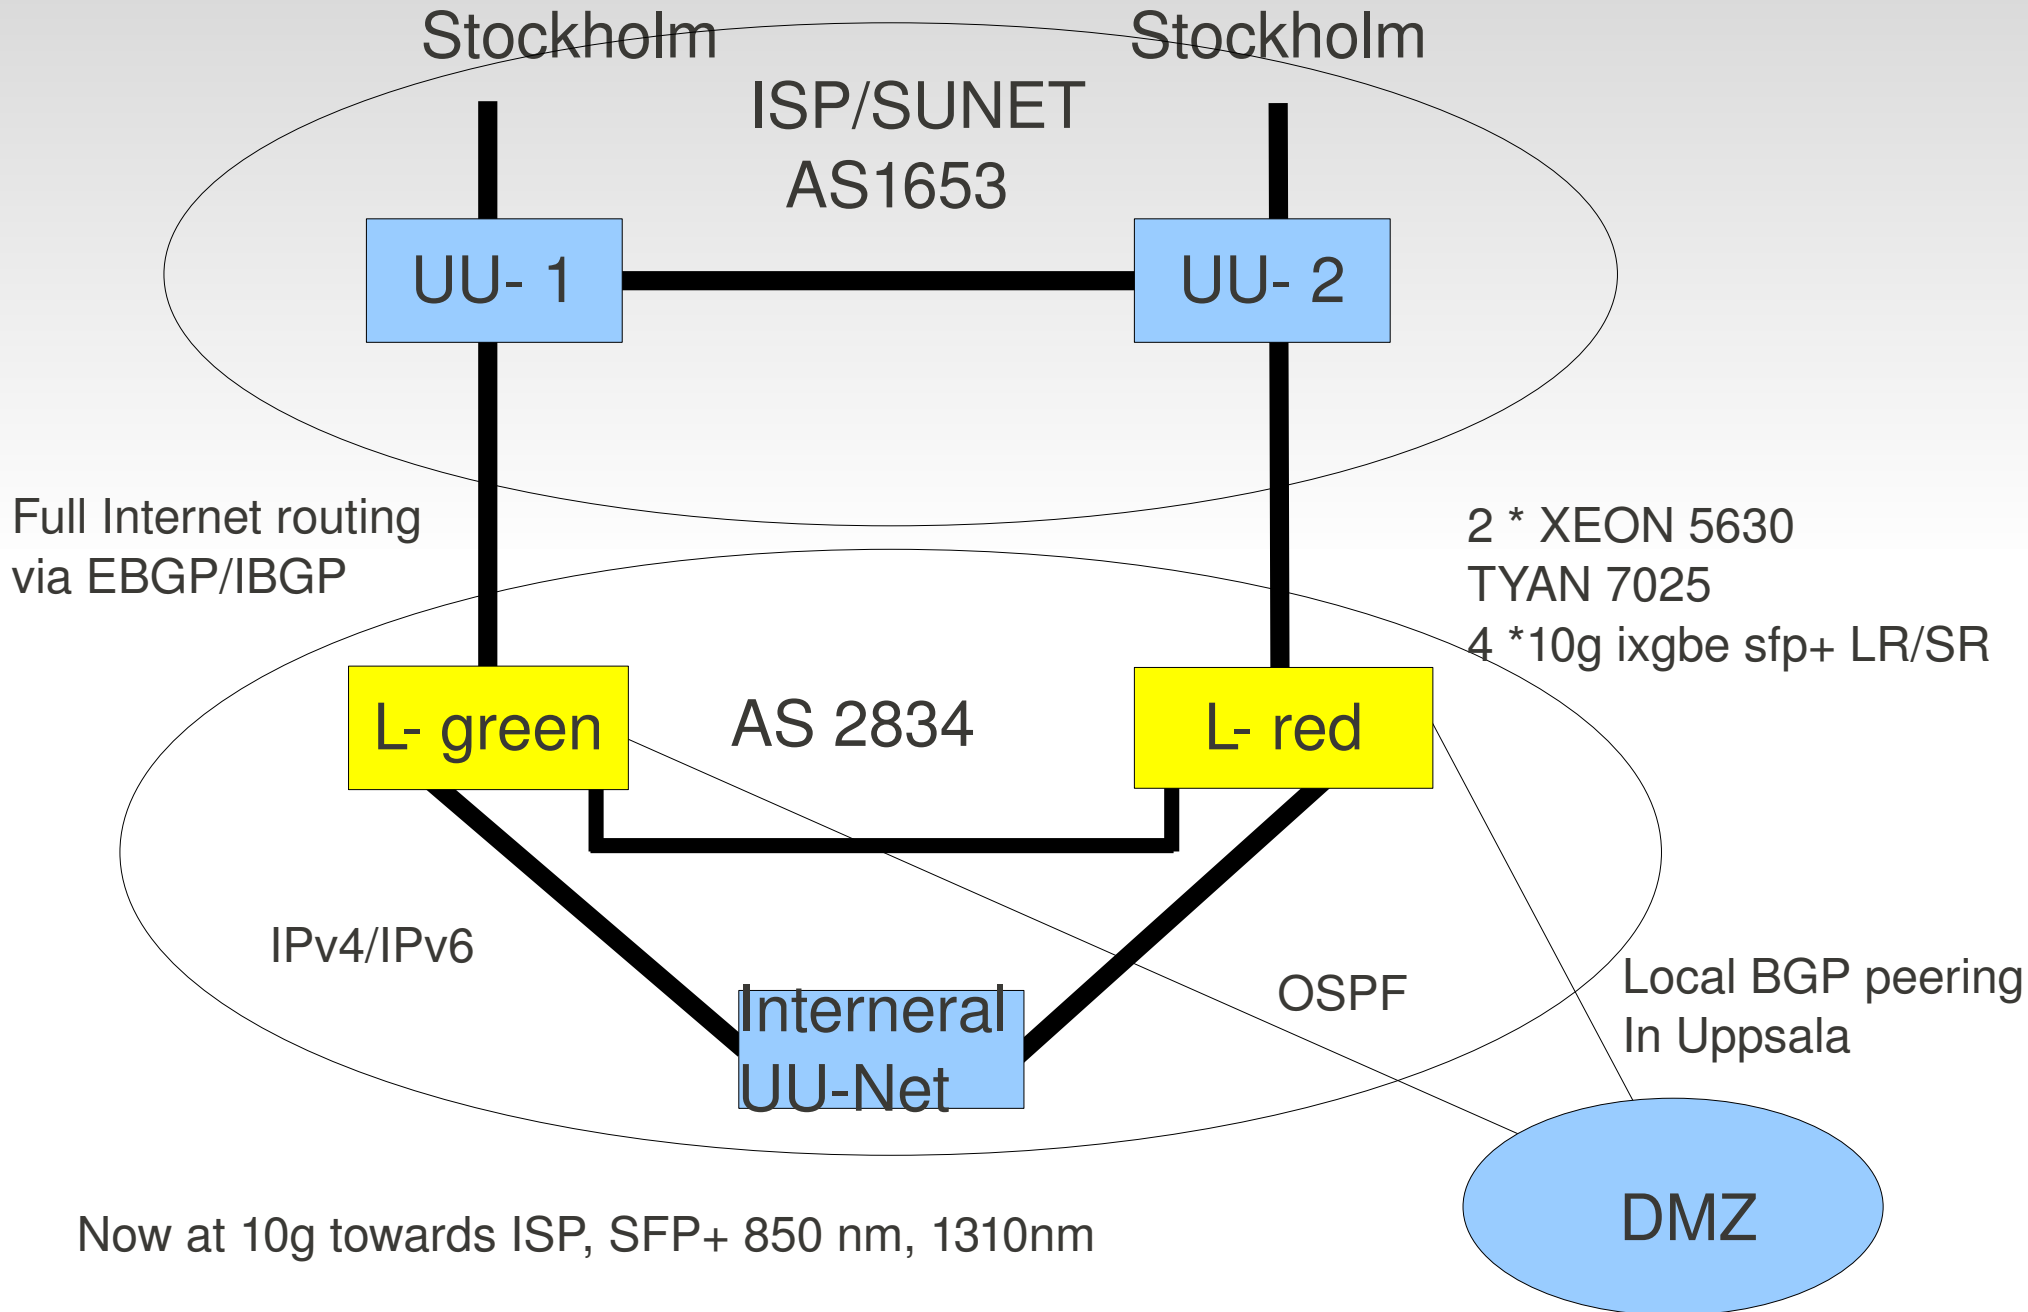 Stockholm
Stockholm
ISP/SUNET
AS1653
UU- 1
UU- 2
Full Internet routing
via EBGP/IBGP
2 * XEON 5630
TYAN 7025
4 *10g ixgbe sfp+ LR/SR
L- green
AS 2834
L- red
IPv4/IPv6
Interneral
UU-Net
OSPF
Local BGP peering
In Uppsala
DMZ
Now at 10g towards ISP, SFP+ 850 nm, 1310nm